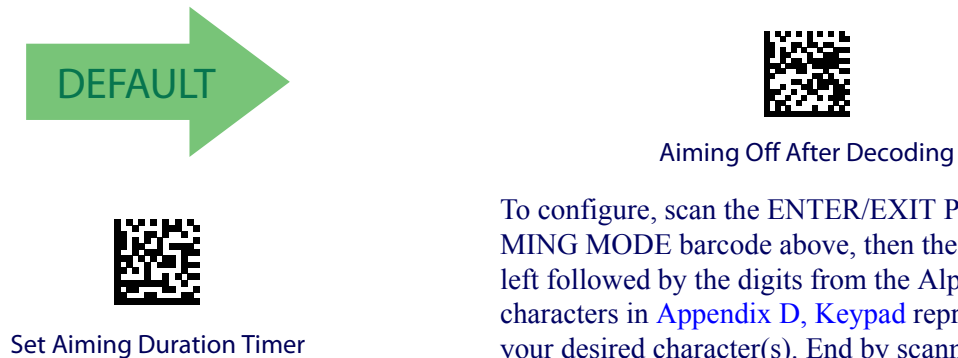 DEFAULT
Aiming Off After Decoding
Set Aiming Duration Timer
To configure, scan the ENTER/EXIT P
MING MODE barcode above, then the
left followed by the digits from the Alp
characters in Appendix D, Keypad repr
your desired character(s). End by scann